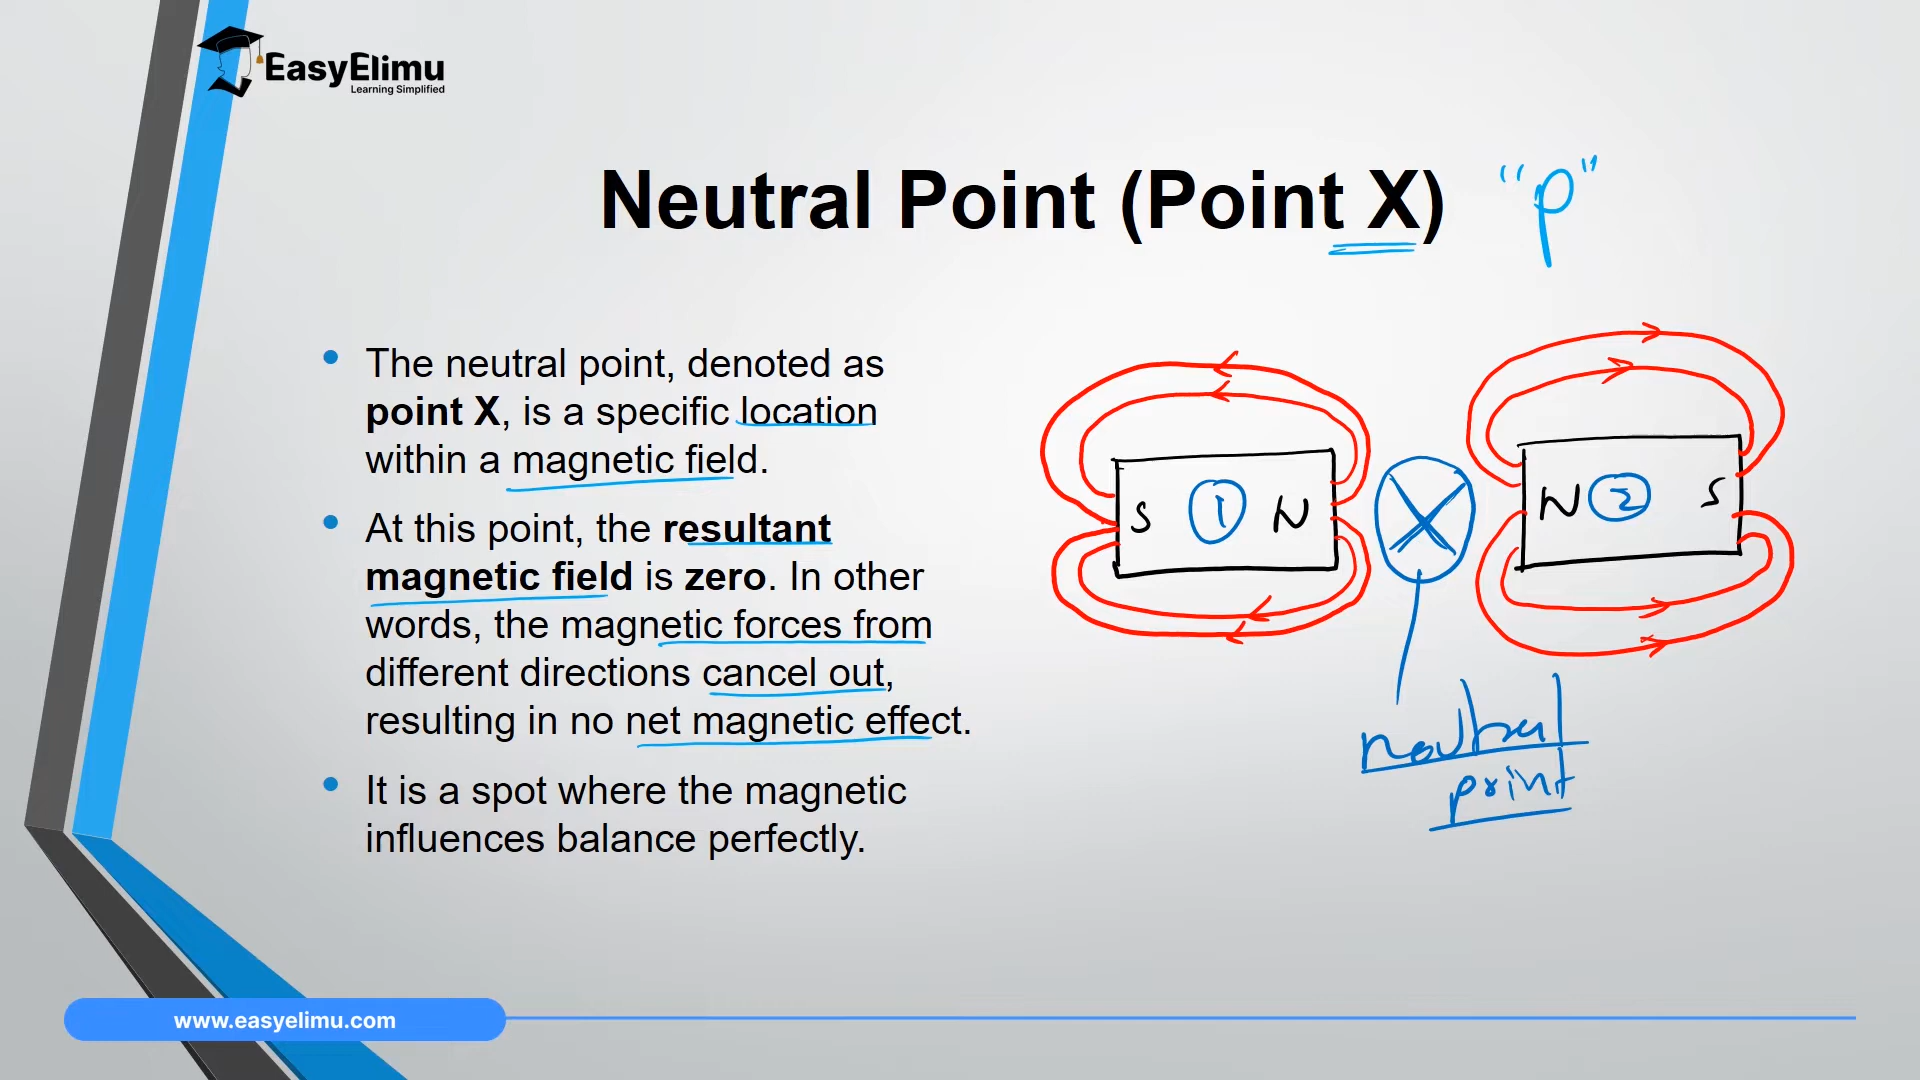 EasyElimu
Learning Simplified
Neutral Point (Point X) "p"
• The neutral point, denoted as
point X, is a specific location
within a magnetic field.
• At this point, the resultant
magnetic field is zero. In other
words, the magnetic forces from
different directions cancel out,
resulting in no net magnetic effect.
• It is a spot where the magnetic
influences balance perfectly.
S 1 N
X
N 2 S
neutral
point
www.easyelimu.com